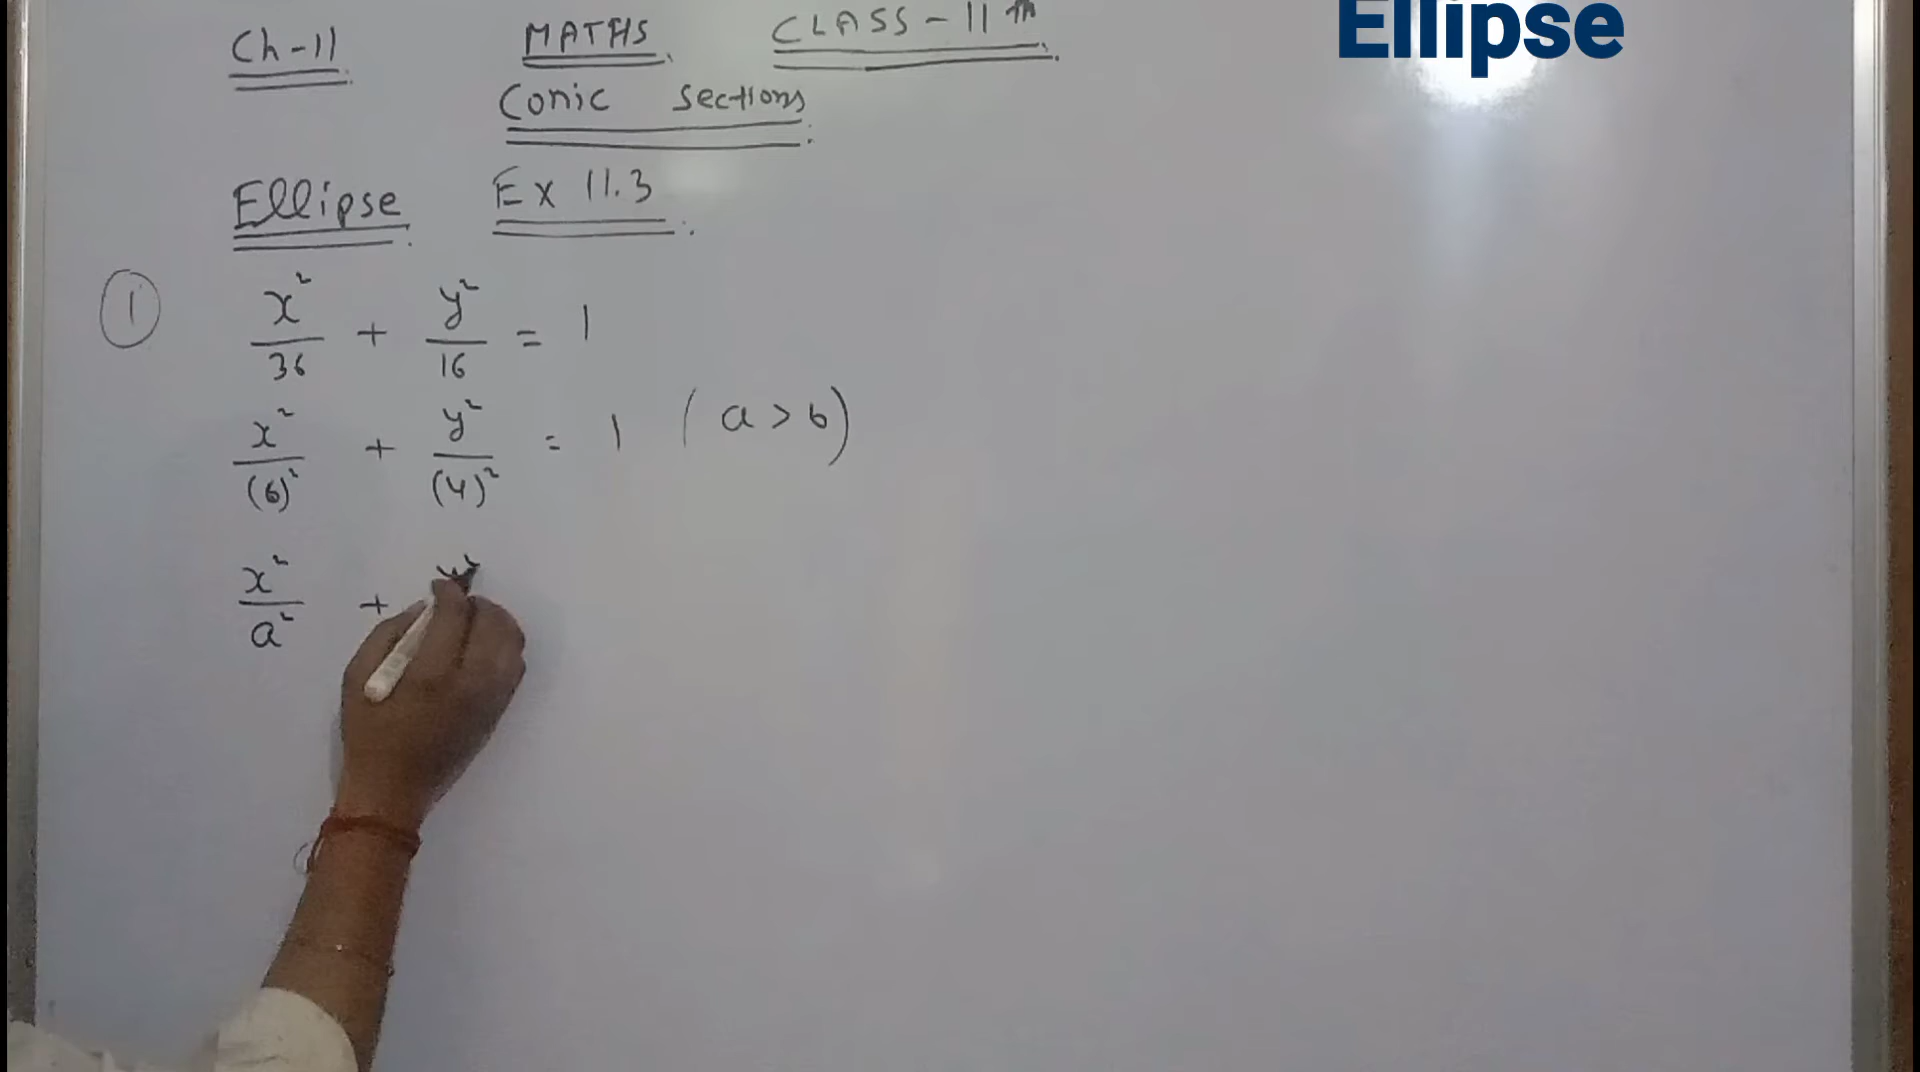 Ellipse
Ch-11 MATHS CLASS-11th
Conic sections
Ellipse Ex 11.3
① x²/36 + y²/16 = 1
x²/(6)² + y²/(4)² = 1 (a > b)
x²/a² + y²